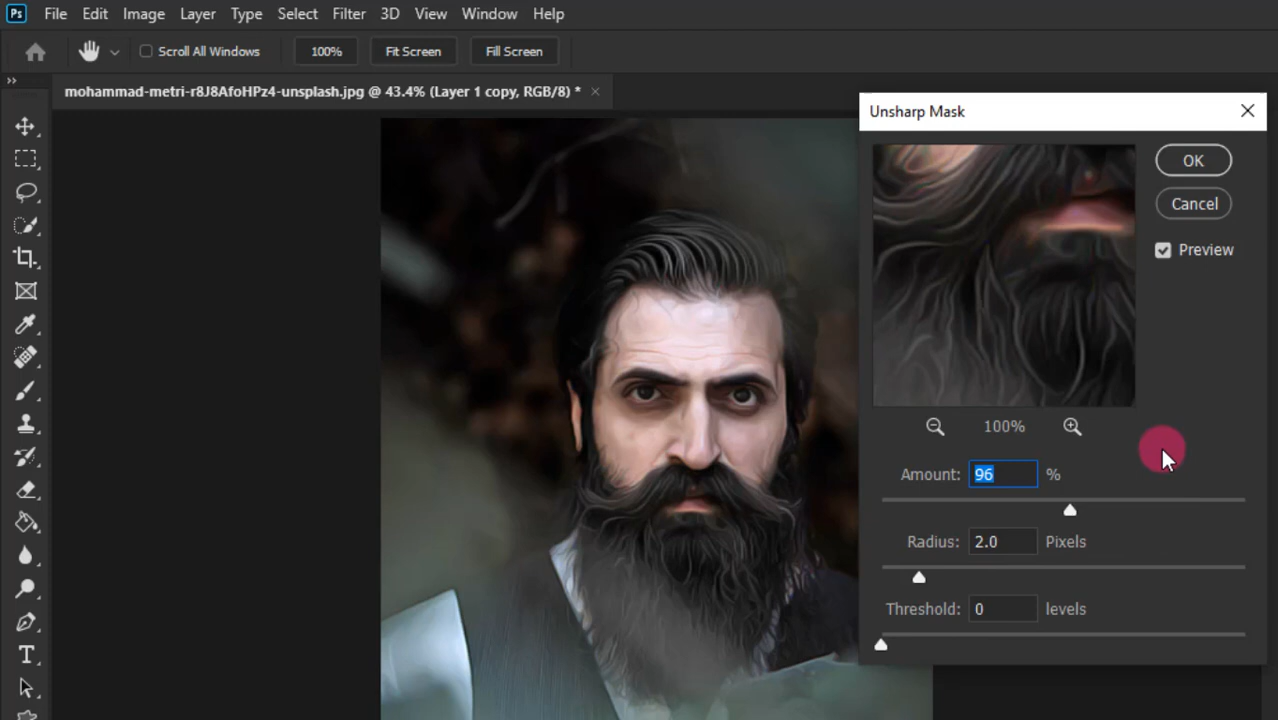 Ps File Edit Image Layer Type Select Filter 3D View Window Help
Scroll All Windows 100% Fit Screen Fill Screen
mohammad-metri-r8J8AfoHPz4-unsplash.jpg @ 43.4% (Layer 1 copy, RGB/8) *
Unsharp Mask
OK
Cancel
Preview
100%
Amount: 96 %
Radius: 2.0 Pixels
Threshold: 0 levels